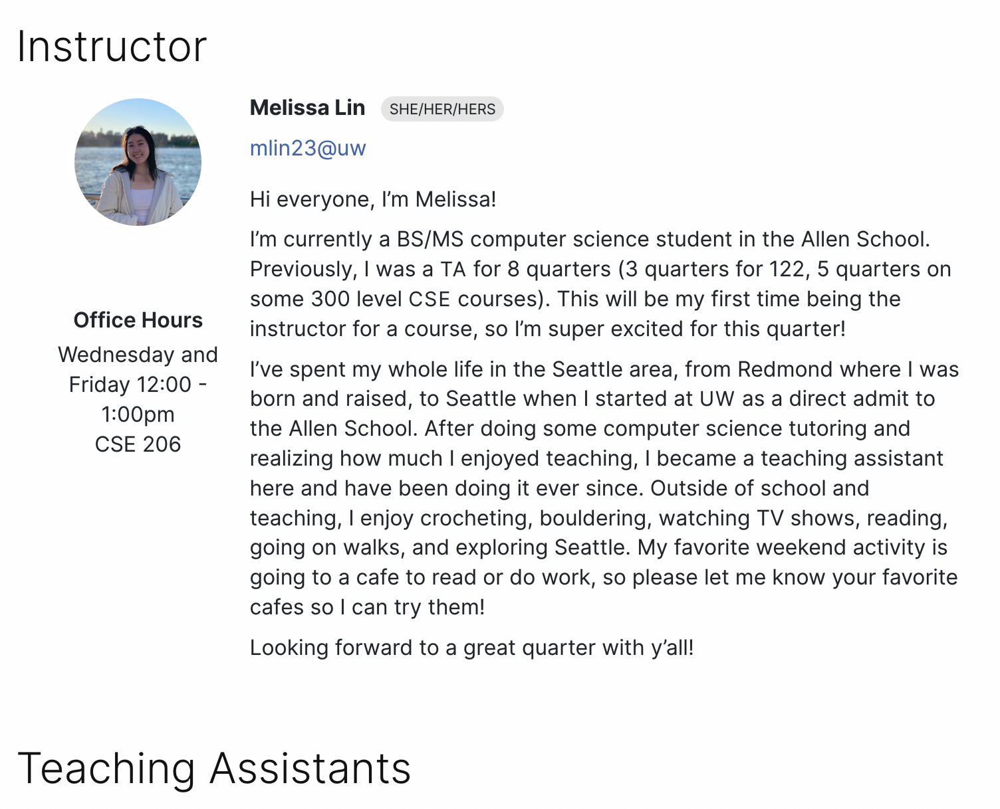 Instructor
Melissa Lin SHE/HER/HERS
mlin23@uw
Hi everyone, I’m Melissa!
I’m currently a BS/MS computer science student in the Allen School.
Previously, I was a TA for 8 quarters (3 quarters for 122, 5 quarters on
some 300 level CSE courses). This will be my first time being the
instructor for a course, so I’m super excited for this quarter!
I’ve spent my whole life in the Seattle area, from Redmond where I was
born and raised, to Seattle when I started at UW as a direct admit to
the Allen School. After doing some computer science tutoring and
realizing how much I enjoyed teaching, I became a teaching assistant
here and have been doing it ever since. Outside of school and
teaching, I enjoy crocheting, bouldering, watching TV shows, reading,
going on walks, and exploring Seattle. My favorite weekend activity is
going to a cafe to read or do work, so please let me know your favorite
cafes so I can try them!
Looking forward to a great quarter with y’all!
Office Hours
Wednesday and
Friday 12:00 -
1:00pm
CSE 206
Teaching Assistants